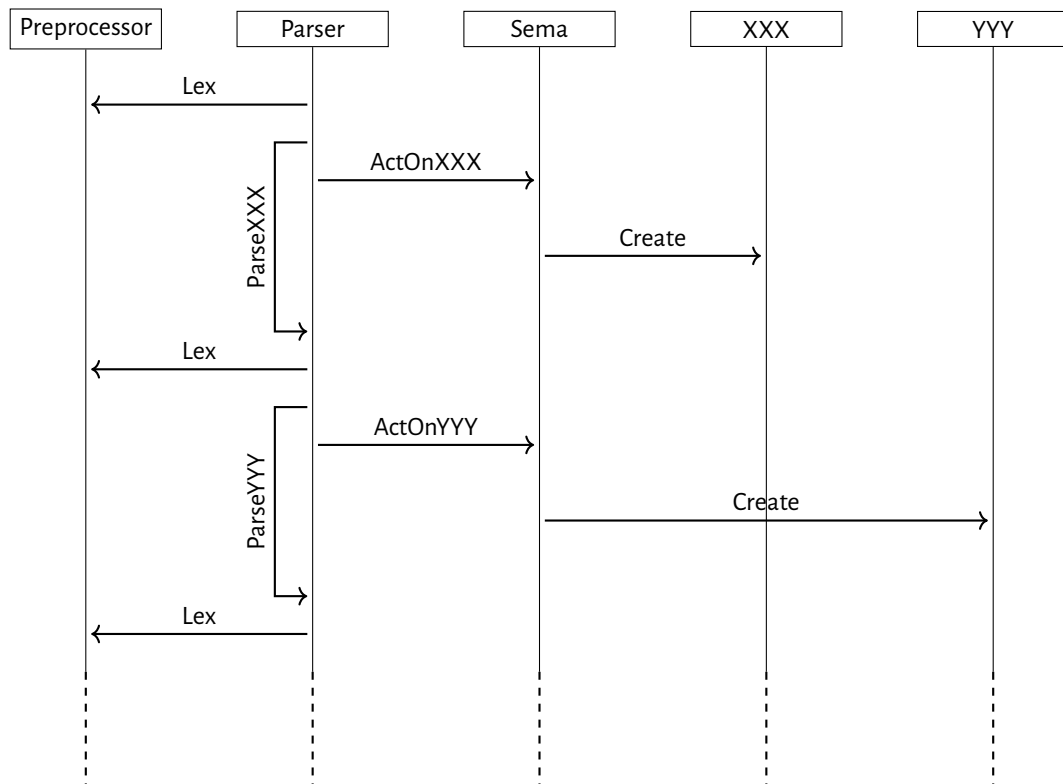 Preprocessor
Parser
Sema
XXX
YYY
Lex
ActOnXXX
ParseXXX
Create
Lex
ActOnYYY
ParseYYY
Create
Lex